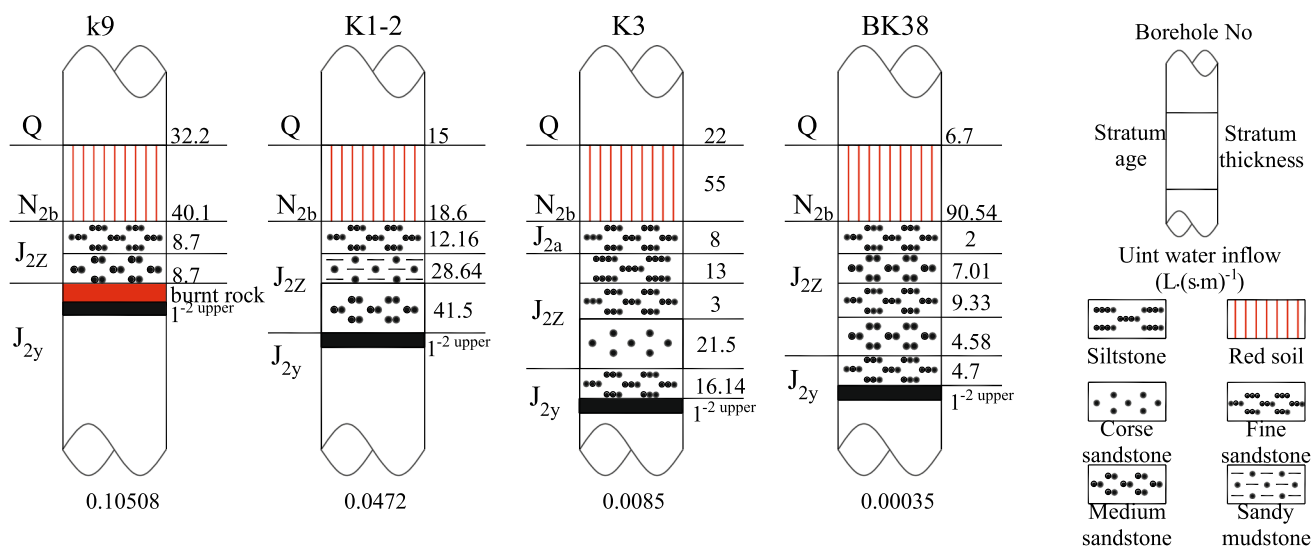 k9
Q
32.2
N2b
40.1
J2Z
8.7
8.7
burnt rock
1-2 upper
J2y
0.10508
K1-2
Q
15
N2b
18.6
12.16
J2Z
28.64
41.5
J2y
1-2 upper
0.0472
K3
Q
22
55
N2b
J2a
8
13
J2Z
3
21.5
J2y
16.14
1-2 upper
0.0085
BK38
Q
6.7
N2b
90.54
2
J2Z
7.01
9.33
4.58
J2y
4.7
1-2 upper
0.00035
Borehole No
Stratum
age
Stratum
thickness
Uint water inflow
(L.(s·m)-1)
Siltstone
Red soil
Corse
sandstone
Fine
sandstone
Medium
sandstone
Sandy
mudstone